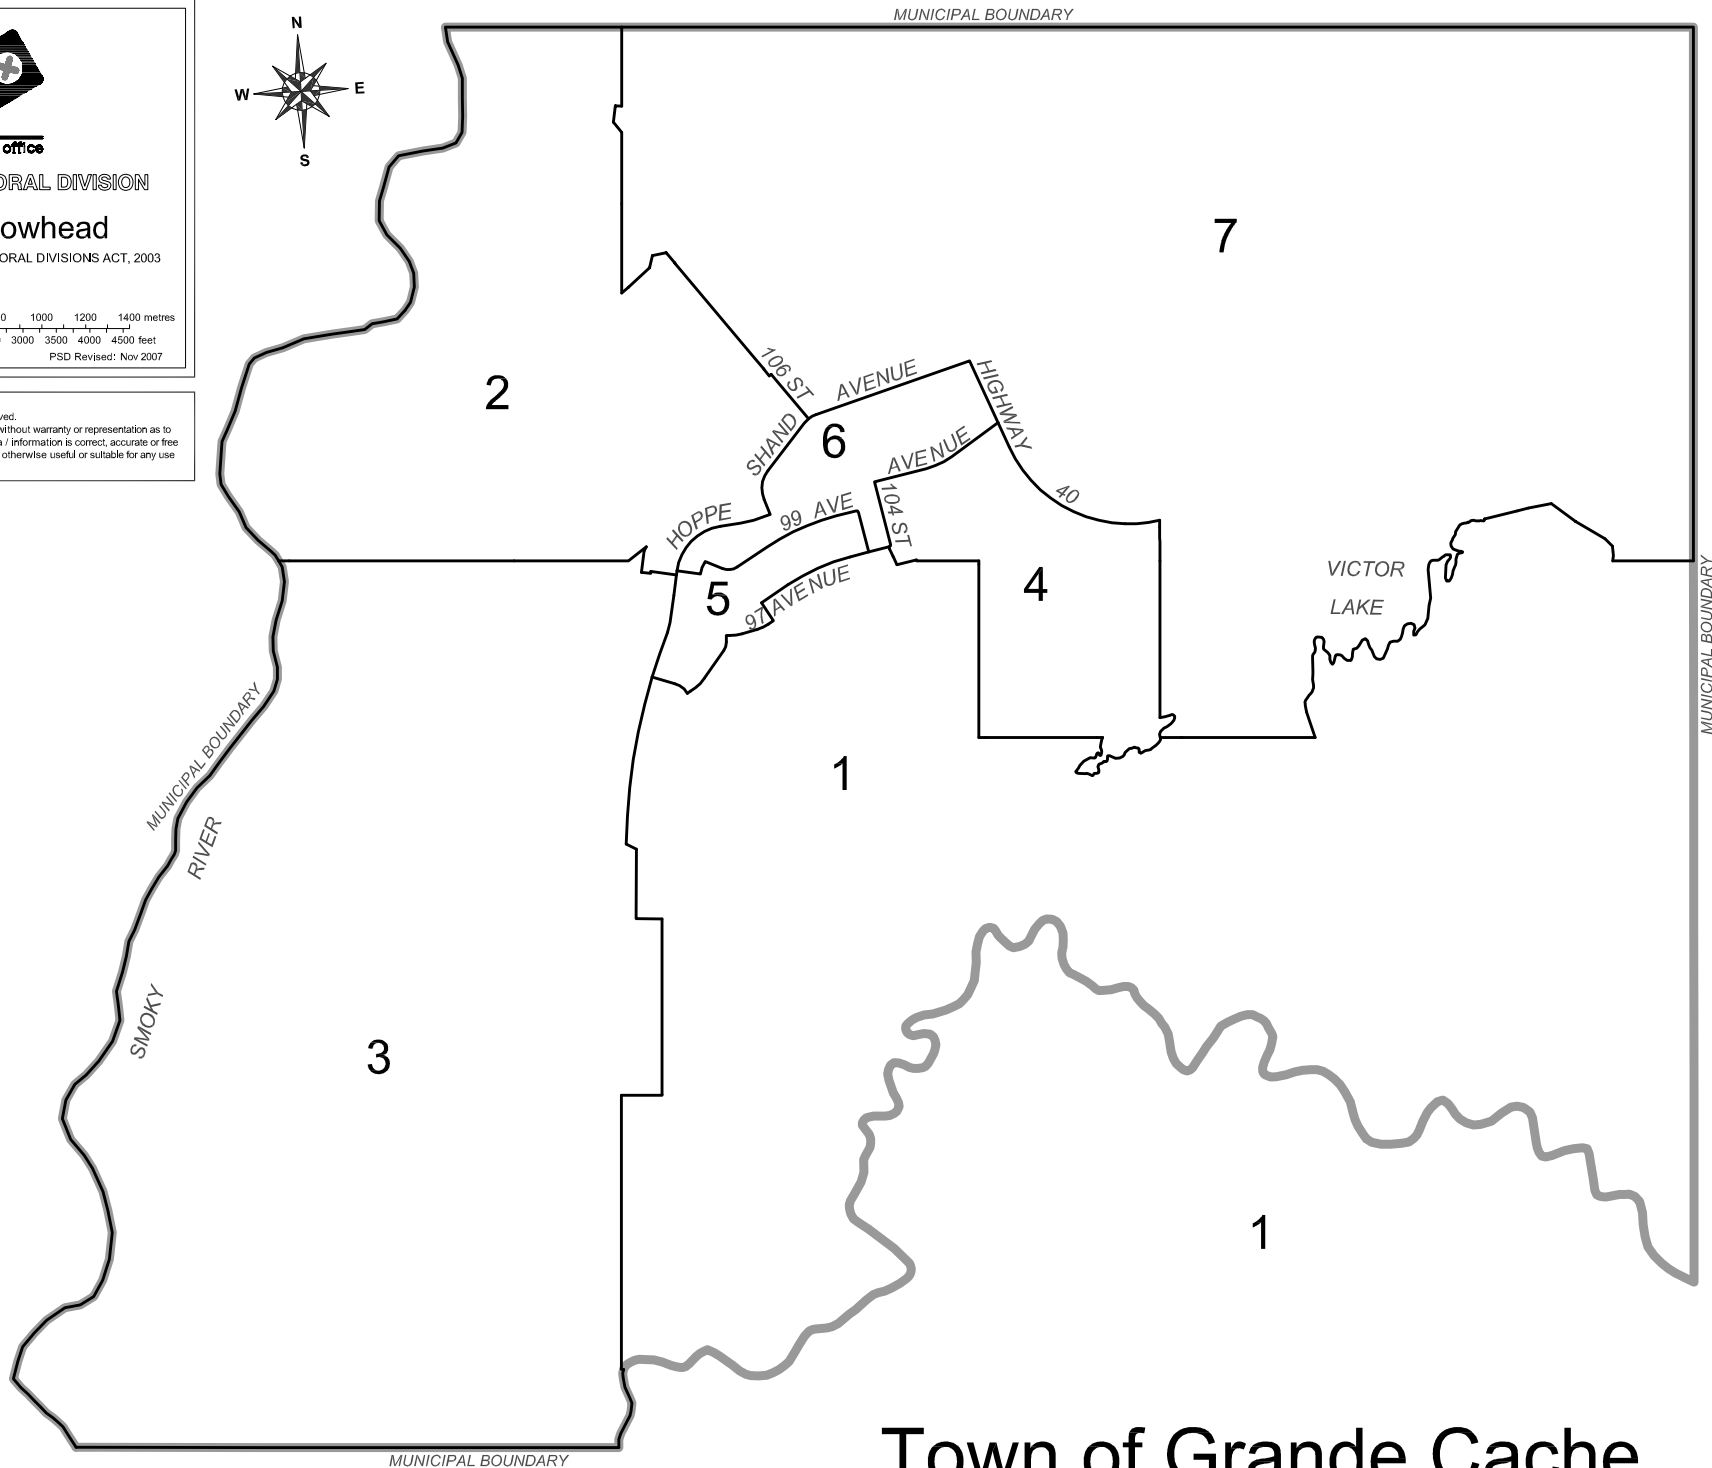 office
ORAL DIVISION
owhead
ORAL DIVISIONS ACT, 2003
0 1000 1200 1400 metres
3000 3500 4000 4500 feet
PSD Revised: Nov 2007
ved.
without warranty or representation as to
a / information is correct, accurate or free
otherwise useful or suitable for any use
N
W
E
S
MUNICIPAL BOUNDARY
7
2
106 ST
AVENUE
HIGHWAY
40
SHAND
6
AVENUE
HOPPE
99 AVE
104 ST
5
97 AVENUE
4
VICTOR
LAKE
MUNICIPAL BOUNDARY
MUNICIPAL BOUNDARY
RIVER
SMOKY
1
3
1
MUNICIPAL BOUNDARY
Town of Grande Cache